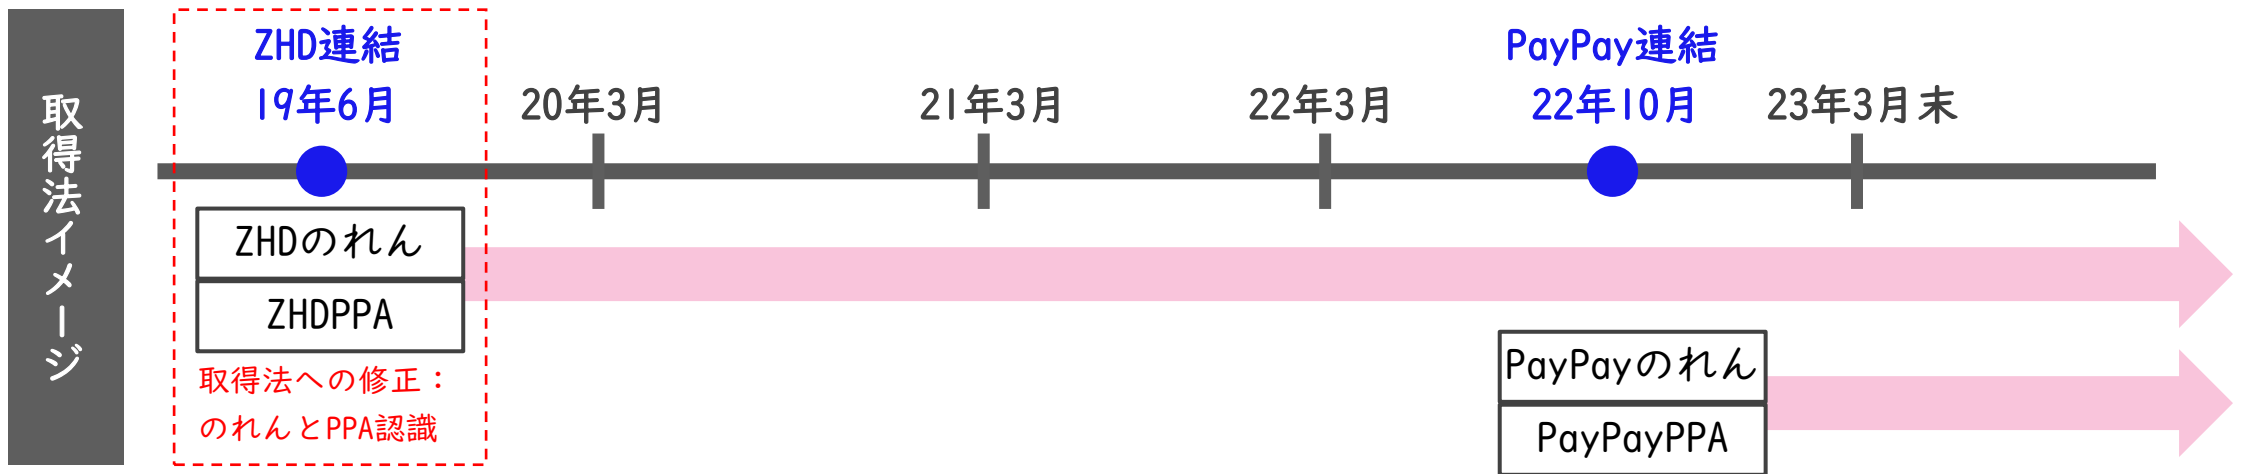 取得法イメージ
ZHD連結
19年6月
20年3月
21年3月
22年3月
PayPay連結
22年10月
23年3月末
ZHDのれん
ZHDPPA
取得法への修正：
のれんとPPA認識
PayPayのれん
PayPayPPA